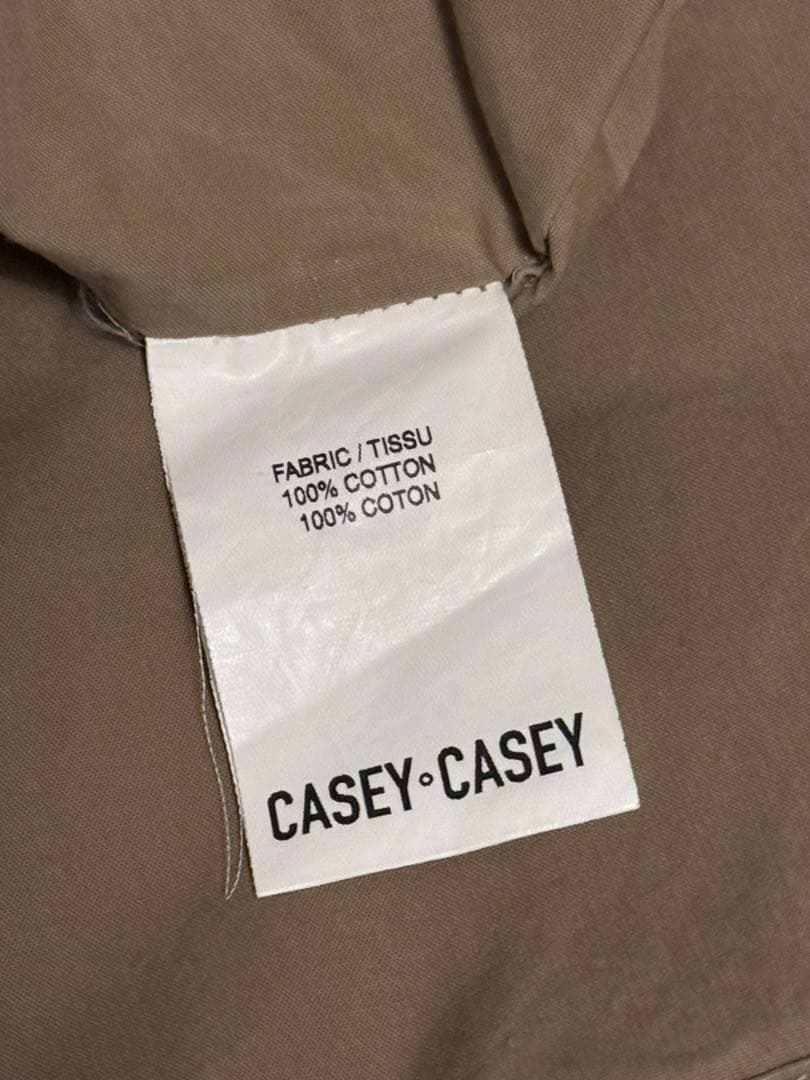 FABRIC / TISSU
100% COTTON
100% COTON
CASEY°CASEY